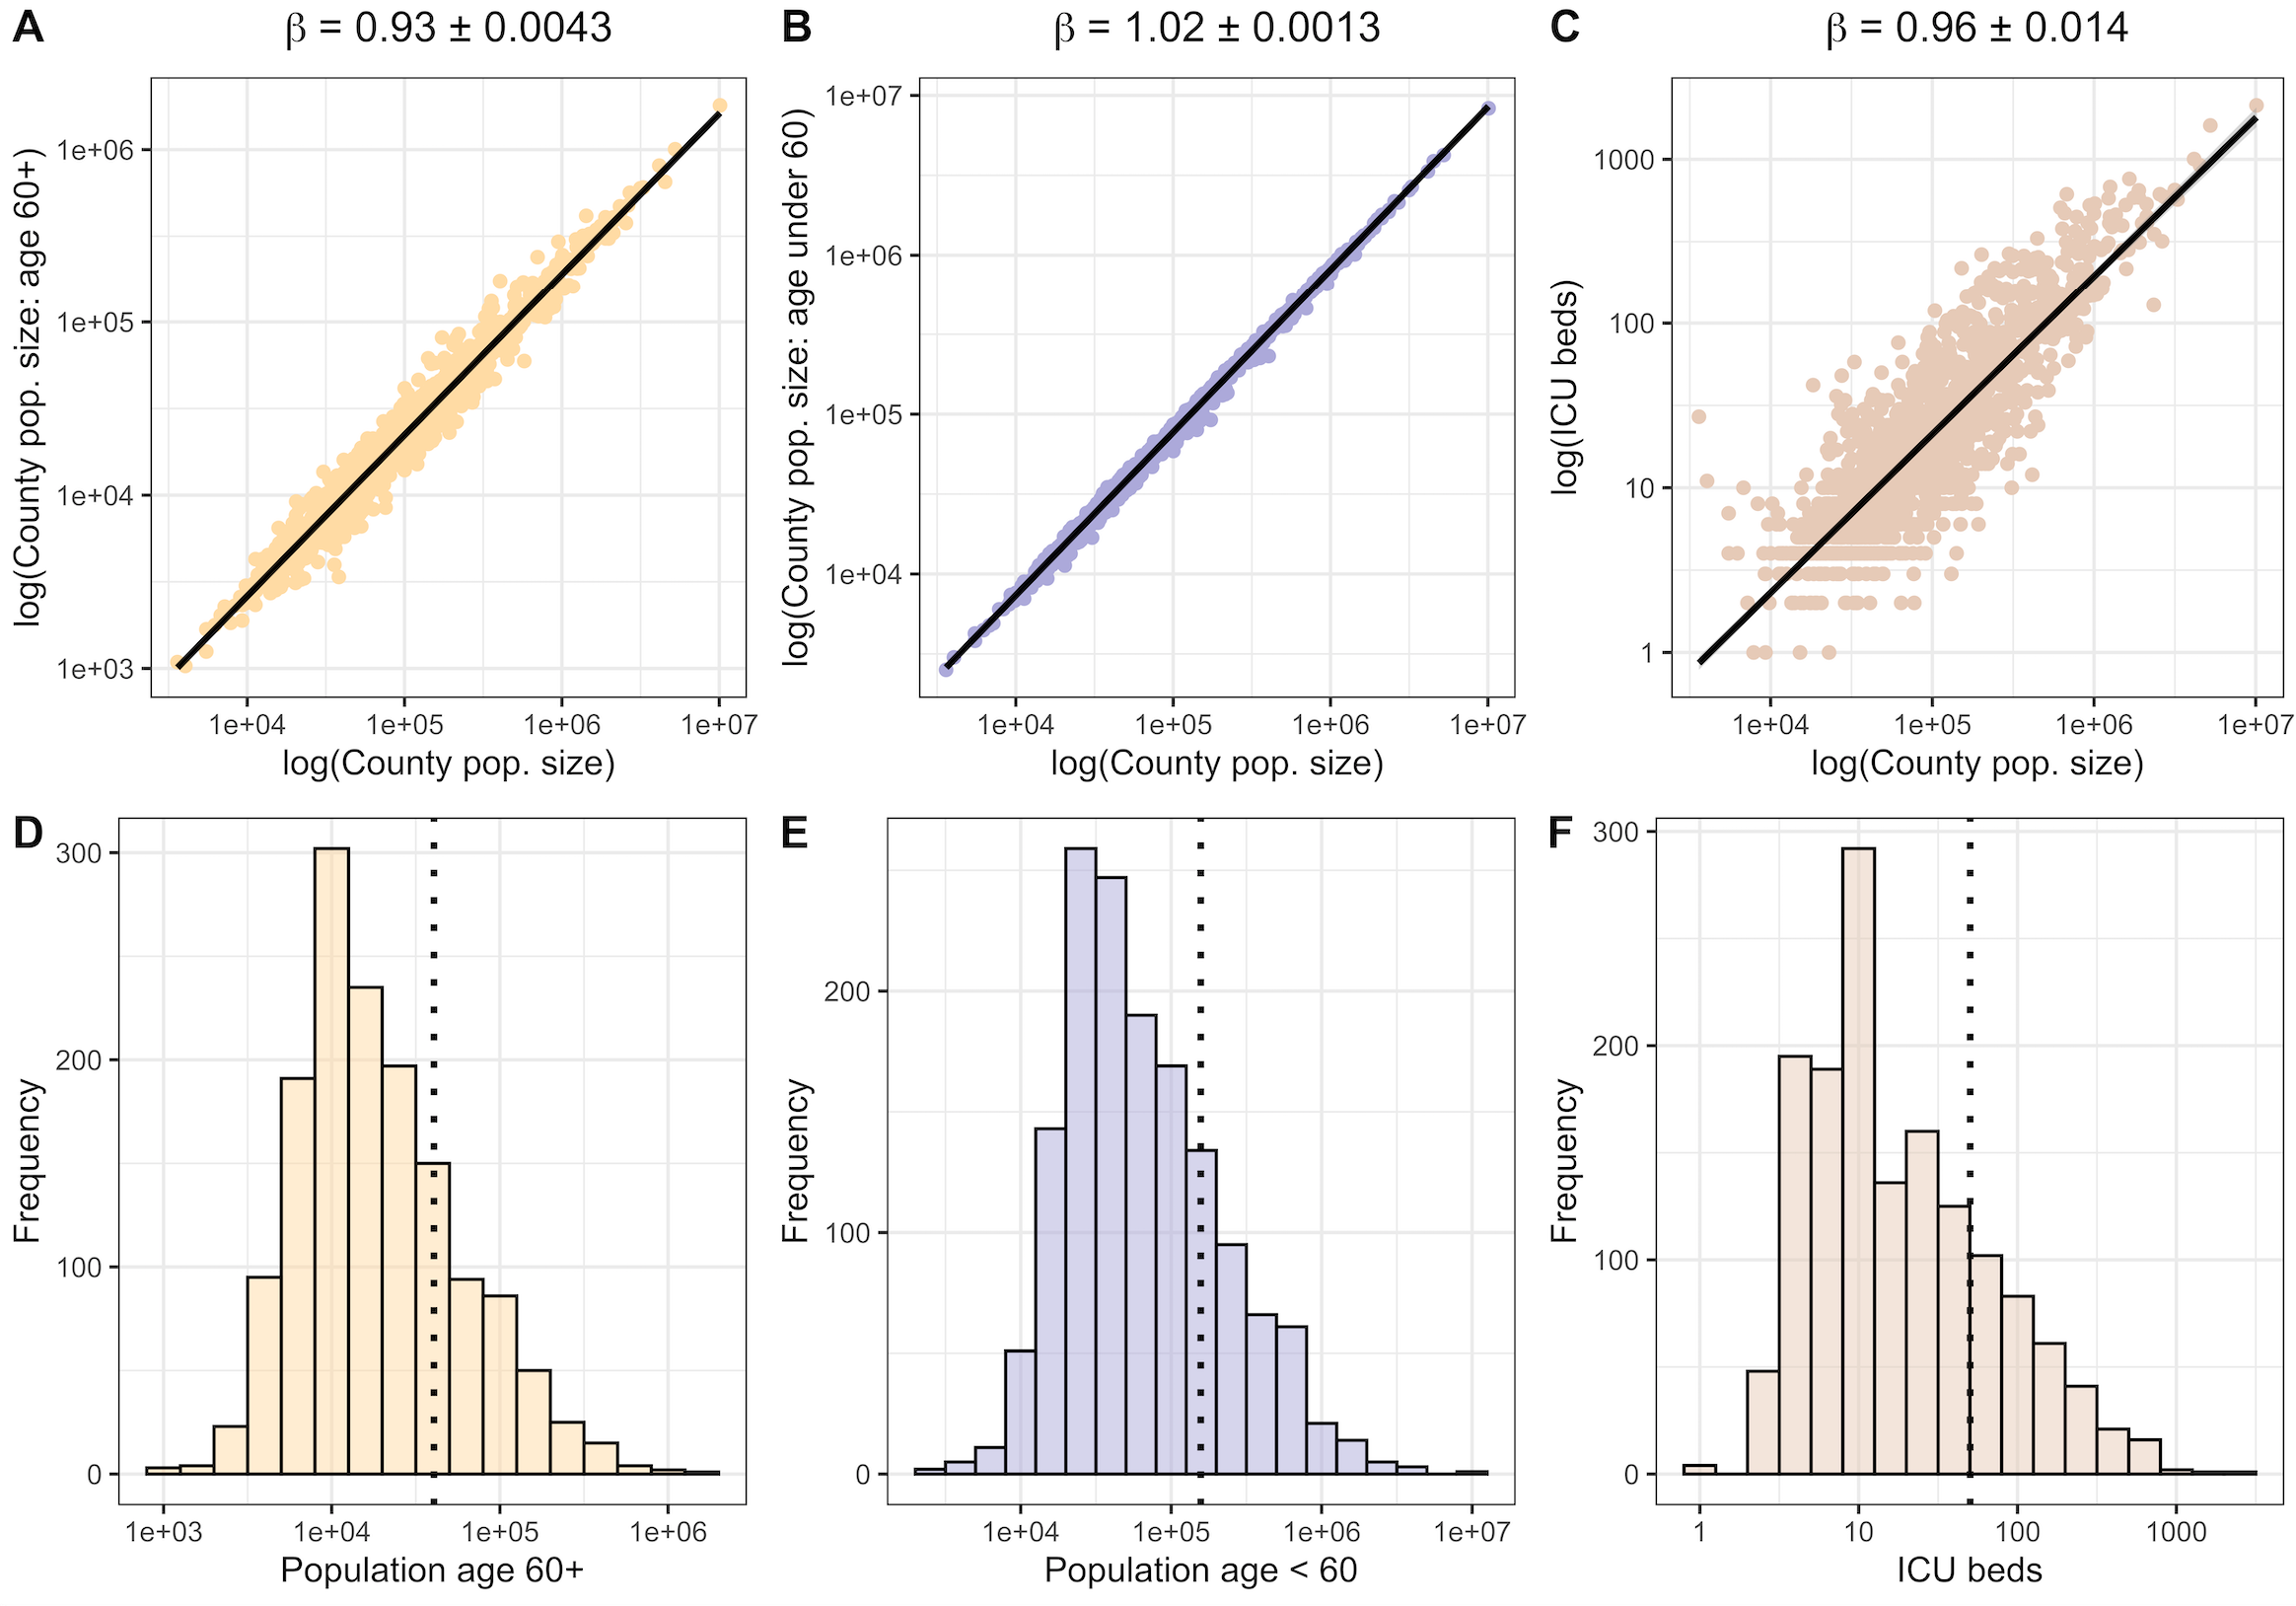 A
β = 0.93 ± 0.0043
log(County pop. size: age 60+)
1e+06
1e+05
1e+04
1e+03
1e+04 1e+05 1e+06 1e+07
log(County pop. size)
B
β = 1.02 ± 0.0013
log(County pop. size: age under 60)
1e+07
1e+06
1e+05
1e+04
1e+04 1e+05 1e+06 1e+07
log(County pop. size)
C
β = 0.96 ± 0.014
log(ICU beds)
1000
100
10
1
1e+04 1e+05 1e+06 1e+07
log(County pop. size)
D
Frequency
300
200
100
0
1e+03 1e+04 1e+05 1e+06
Population age 60+
E
Frequency
200
100
0
1e+04 1e+05 1e+06 1e+07
Population age < 60
F
Frequency
300
200
100
0
1 10 100 1000
ICU beds